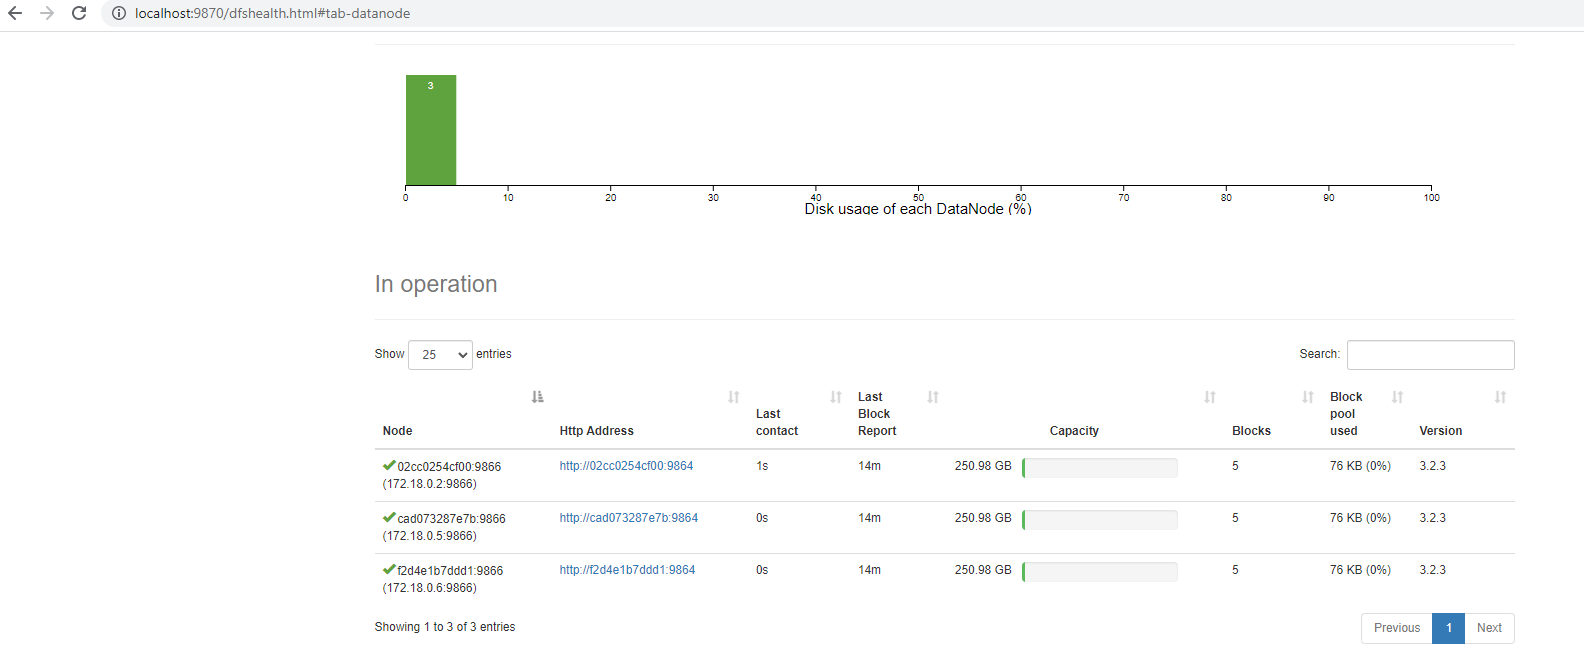 localhost:9870/dfshealth.html#tab-datanode
3
0 10 20 30 40 50 60 70 80 90 100
Disk usage of each DataNode (%)
In operation
Show 25 entries
Search:
Node Http Address Last contact Last Block Report Capacity Blocks Block pool used Version
02cc0254cf00:9866 http://02cc0254cf00:9864 1s 14m 250.98 GB 5 76 KB (0%) 3.2.3
(172.18.0.2:9866)
cad073287e7b:9866 http://cad073287e7b:9864 0s 14m 250.98 GB 5 76 KB (0%) 3.2.3
(172.18.0.5:9866)
f2d4e1b7ddd1:9866 http://f2d4e1b7ddd1:9864 0s 14m 250.98 GB 5 76 KB (0%) 3.2.3
(172.18.0.6:9866)
Showing 1 to 3 of 3 entries
Previous 1 Next